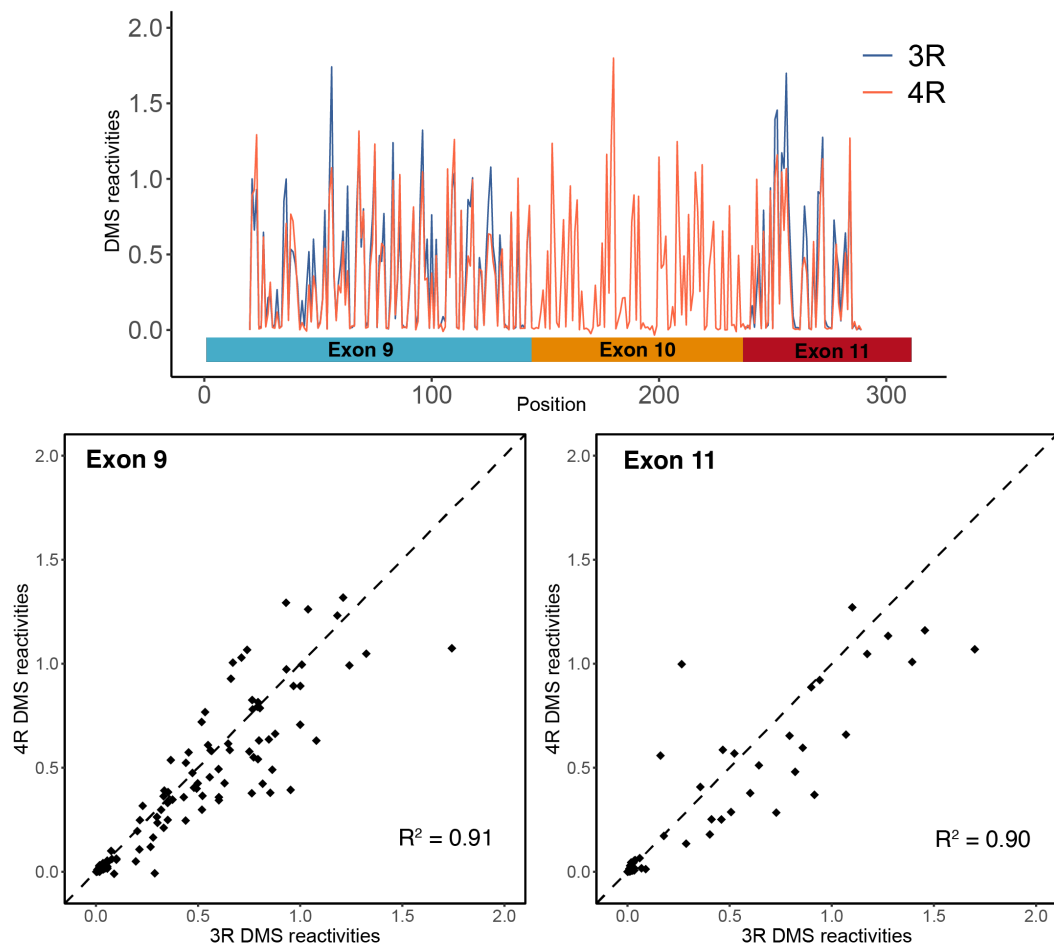 2.0
1.5
1.0
0.5
0.0
DMS reactivities
3R
4R
Exon 9 Exon 10 Exon 11
0 100 200 300
Position
Exon 9
2.0
1.5
1.0
0.5
0.0
4R DMS reactivities
R² = 0.91
0.0 0.5 1.0 1.5 2.0
3R DMS reactivities
Exon 11
2.0
1.5
1.0
0.5
0.0
4R DMS reactivities
R² = 0.90
0.0 0.5 1.0 1.5 2.0
3R DMS reactivities